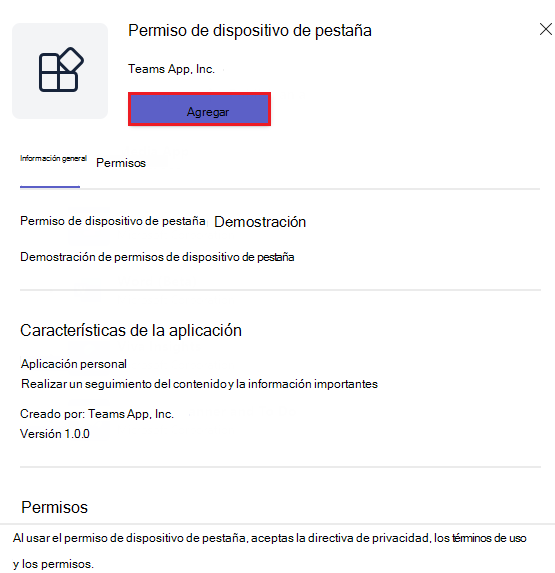 Permiso de dispositivo de pestaña
Teams App, Inc.
Agregar
Información general Permisos
Permiso de dispositivo de pestaña Demostración
Demostración de permisos de dispositivo de pestaña
Características de la aplicación
Aplicación personal
Realizar un seguimiento del contenido y la información importantes
Creado por: Teams App, Inc.
Versión 1.0.0
Permisos
Al usar el permiso de dispositivo de pestaña, aceptas la directiva de privacidad, los términos de uso
y los permisos.